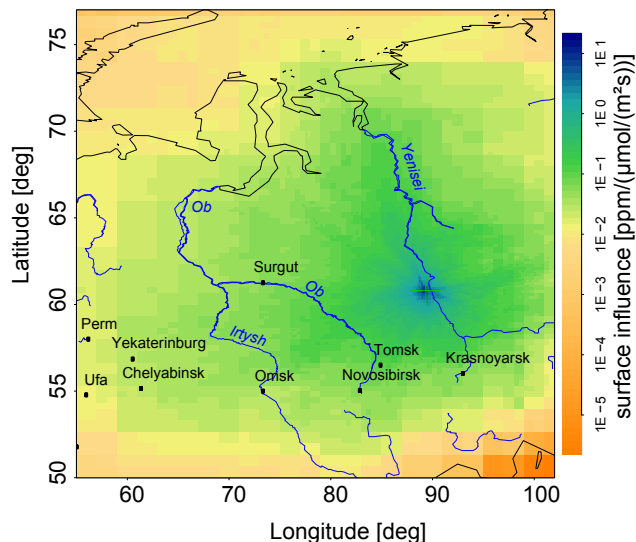 75
70
65
60
55
50
60
70
80
90
100
Latitude [deg]
Longitude [deg]
Yenisei
Ob
Surgut
Ob
Irtysh
Perm
Yekaterinburg
Tomsk
Krasnoyarsk
Ufa
Chelyabinsk
Omsk
Novosibirsk
1E 1
1E 0
1E−1
1E−2
1E−3
1E−4
1E−5
surface influence [ppm/(μmol/(m²s))]